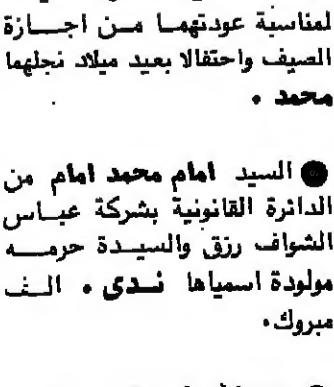 لمناسبة عودتهما من اجازة
الصيف واحتفالا بعيد ميلاد نجلهما
محمد •
● السيد امام محمد امام من
الدائرة القانونية بشركة عباس
الشواف رزق والسيدة حرمه
مولودة اسمياها ندى • الف
مبروك •